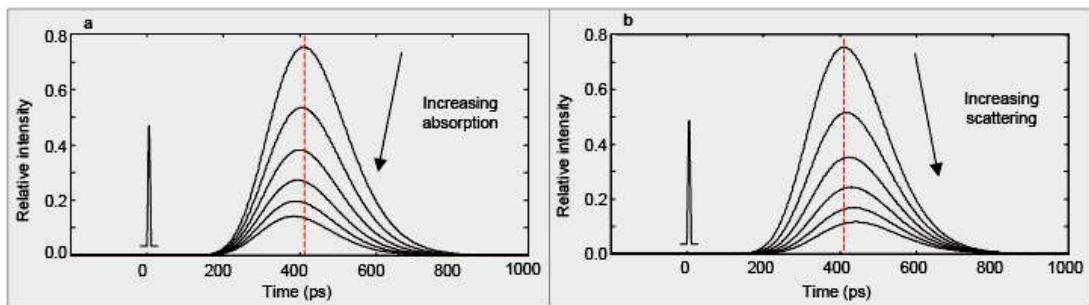 a
0.8
0.6
0.4
0.2
0.0
Relative intensity
Increasing
absorption
0 200 400 600 800 1000
Time (ps)
b
0.8
0.6
0.4
0.2
0.0
Relative intensity
Increasing
scattering
0 200 400 600 800 1000
Time (ps)